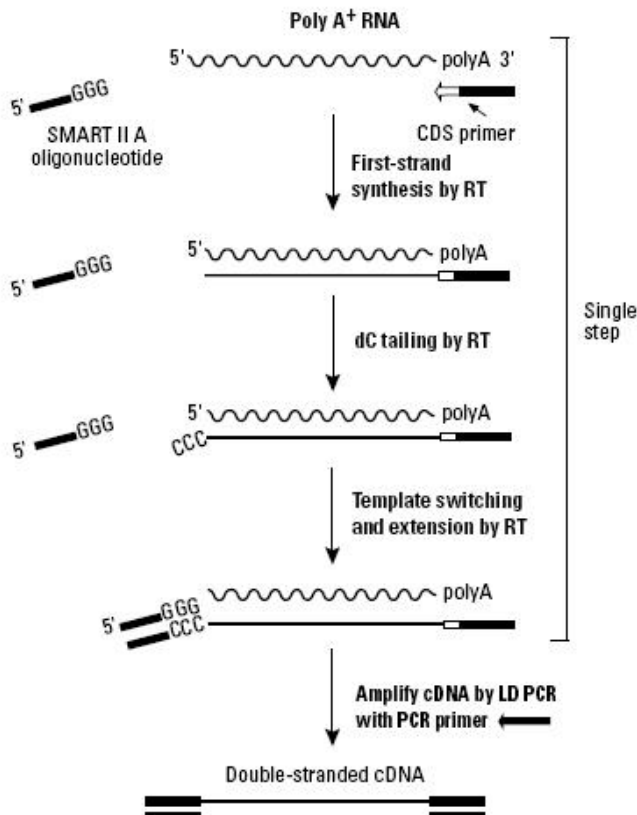 Poly A+ RNA
5' polyA 3'
5' GGG
SMART II A
oligonucleotide
CDS primer
First-strand
synthesis by RT
5' polyA
5' GGG
Single
step
dC tailing by RT
5' polyA
5' GGG
CCC
Template switching
and extension by RT
polyA
5' GGG
CCC
Amplify cDNA by LD PCR
with PCR primer
Double-stranded cDNA